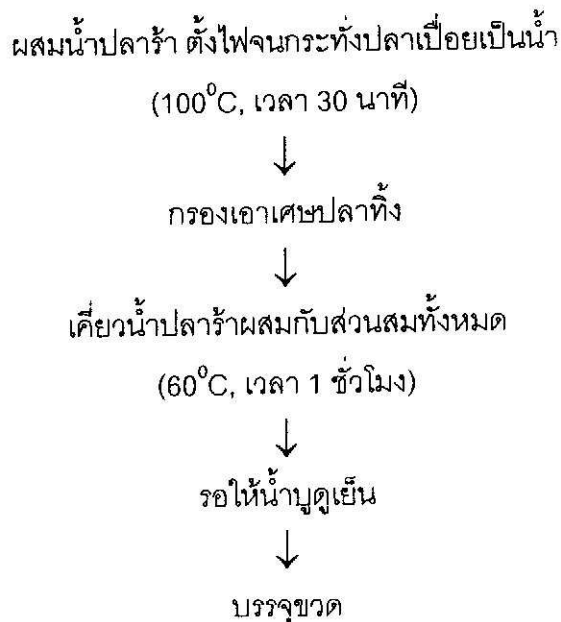 ผสมน้ำปลาร้า ตั้งไฟจนกระทั่งปลาเปื่อยเป็นน้ำ
(100⁰C, เวลา 30 นาที)
↓
กรองเอาเศษปลาทิ้ง
↓
เคี่ยวน้ำปลาร้าผสมกับส่วนสมทั้งหมด
(60⁰C, เวลา 1 ชั่วโมง)
↓
รอให้น้ำบูดูเย็น
↓
บรรจุขวด